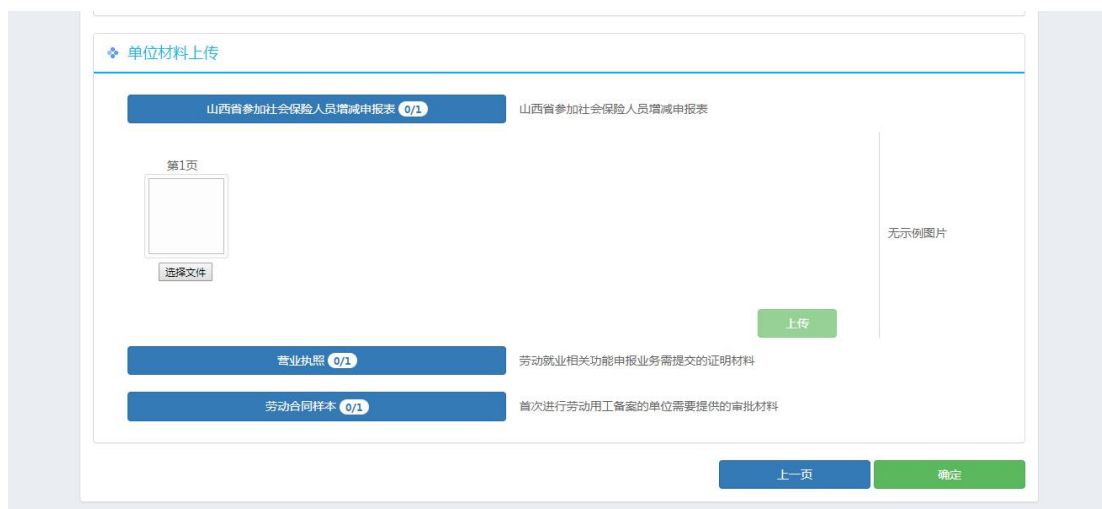 单位材料上传
山西省参加社会保险人员增减申报表 0/1 山西省参加社会保险人员增减申报表
第1页
无示例图片
选择文件
上传
营业执照 0/1 劳动就业相关功能申报业务需提交的证明材料
劳动合同样本 0/1 首次进行劳动用工备案的单位需要提供的审批材料
上一页 确定